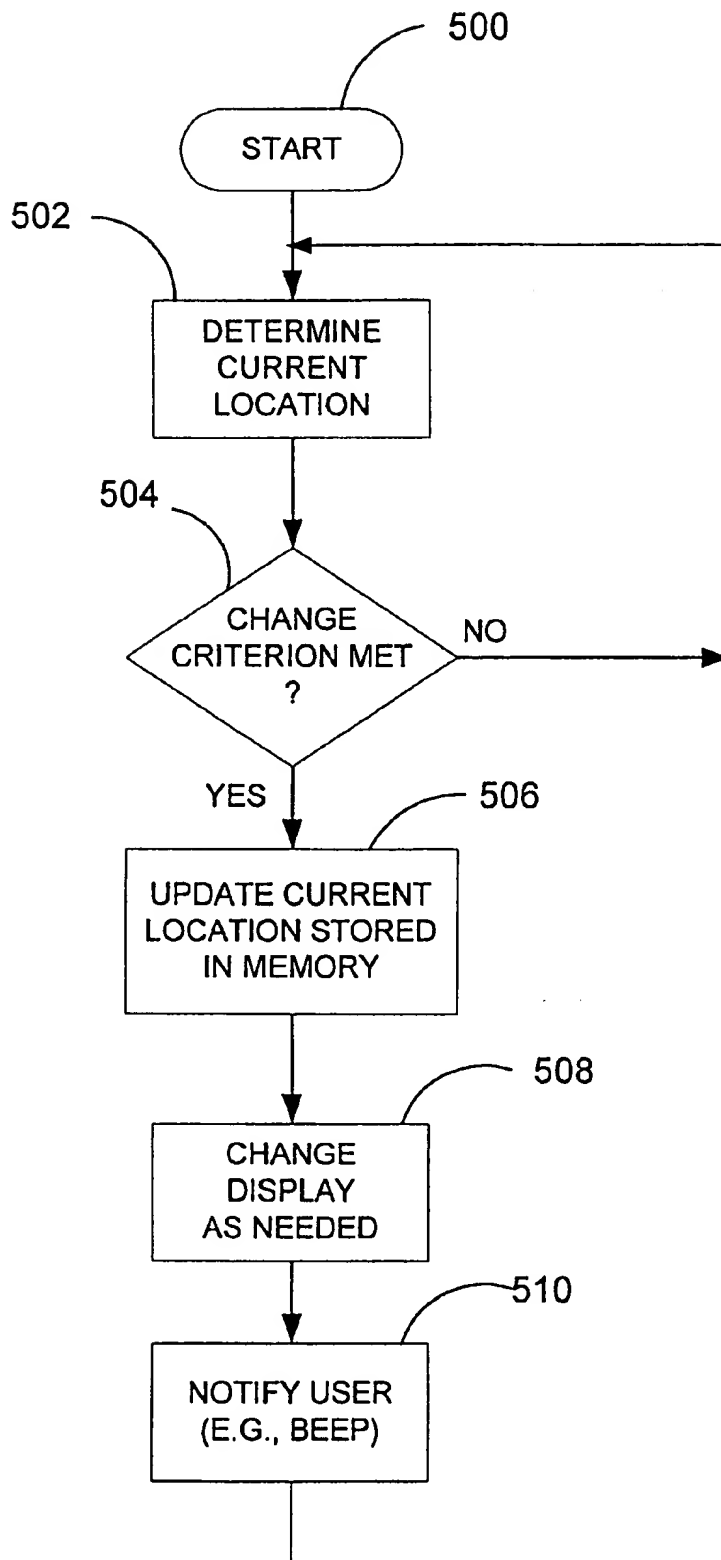 500
START
502
DETERMINE
CURRENT
LOCATION
504
CHANGE
CRITERION MET
?
NO
YES
506
UPDATE CURRENT
LOCATION STORED
IN MEMORY
508
CHANGE
DISPLAY
AS NEEDED
510
NOTIFY USER
(E.G., BEEP)